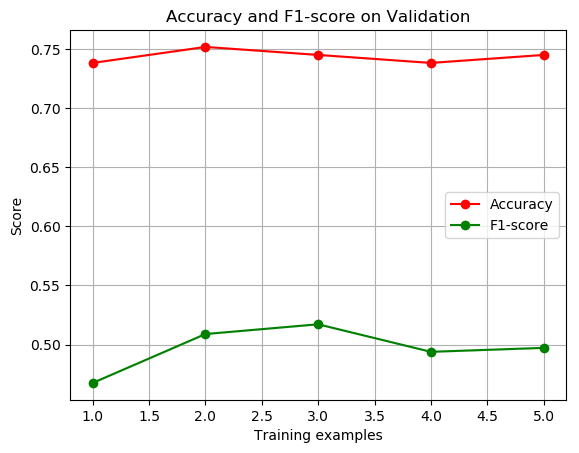 Accuracy and F1-score on Validation
0.75
0.70
0.65
0.60
0.55
0.50
Score
Accuracy
F1-score
1.0 1.5 2.0 2.5 3.0 3.5 4.0 4.5 5.0
Training examples